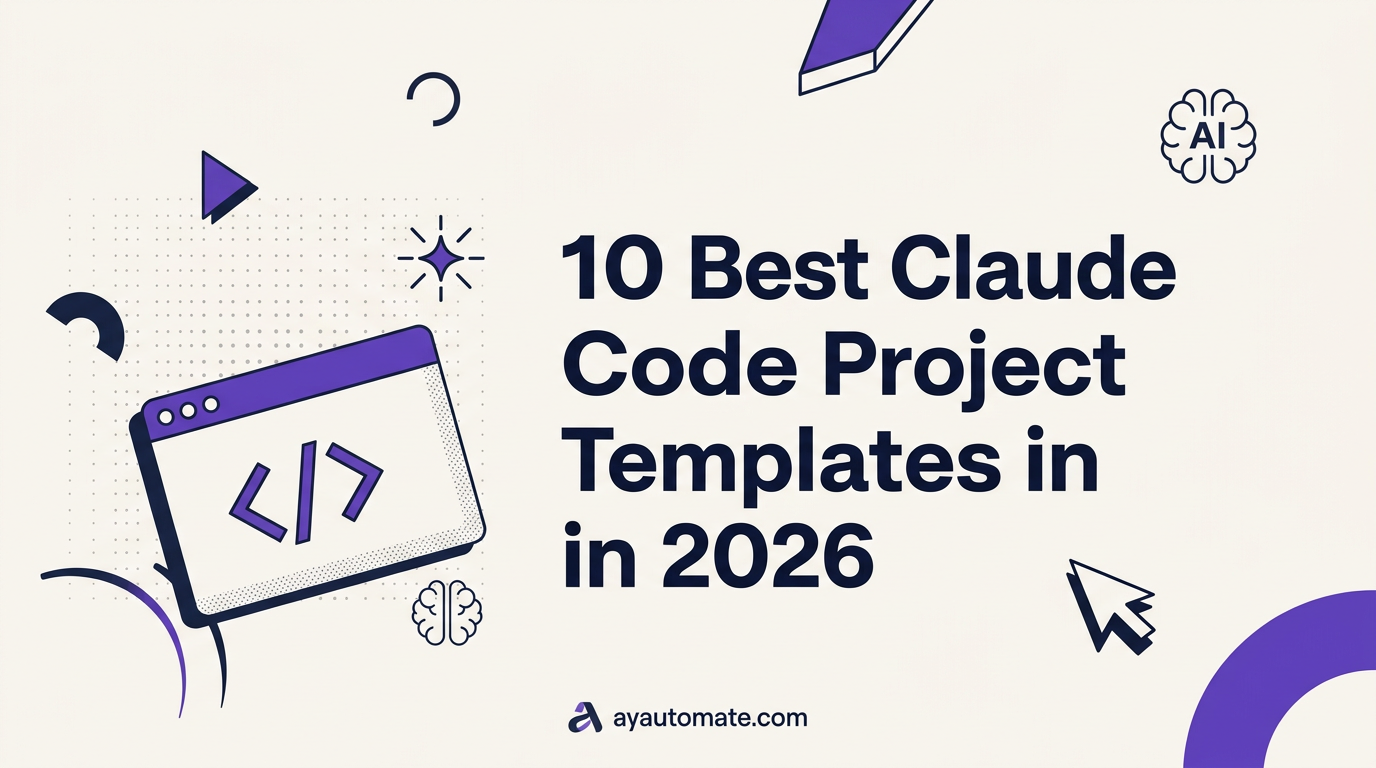 AI
10 Best Claude
Code Project
Templates in
in 2026
</>
ayautomate.com